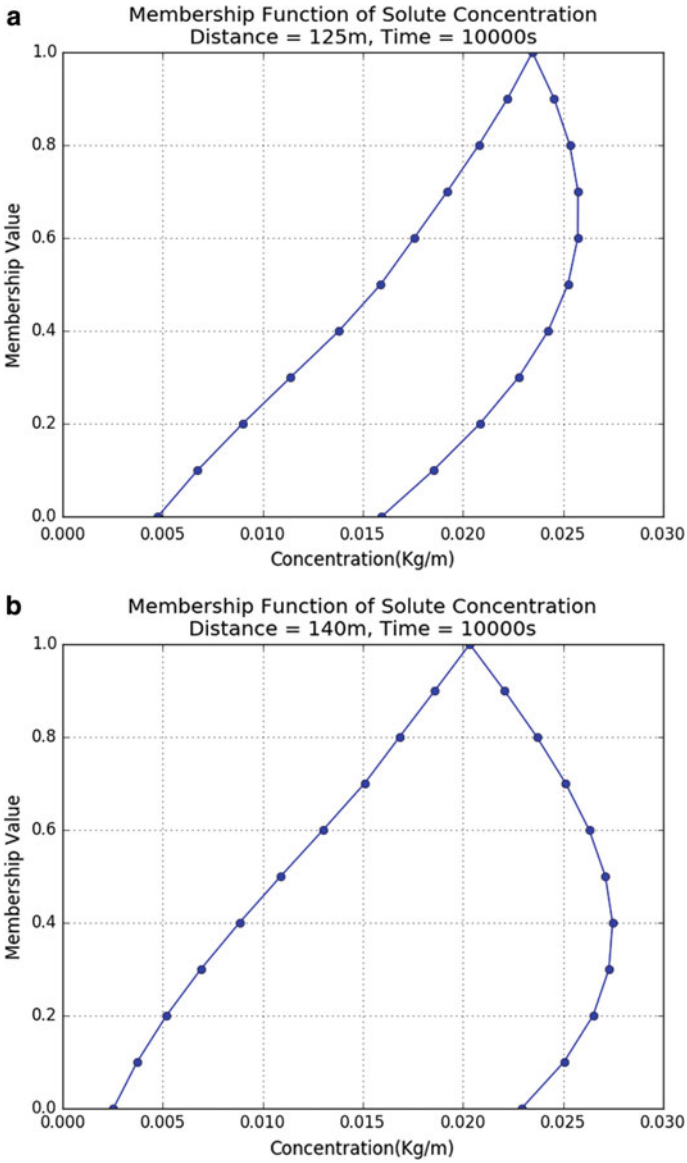 a
Membership Function of Solute Concentration
Distance = 125m, Time = 10000s
Membership Value
1.0
0.8
0.6
0.4
0.2
0.0
0.000 0.005 0.010 0.015 0.020 0.025 0.030
Concentration(Kg/m)
b
Membership Function of Solute Concentration
Distance = 140m, Time = 10000s
Membership Value
1.0
0.8
0.6
0.4
0.2
0.0
0.000 0.005 0.010 0.015 0.020 0.025 0.030
Concentration(Kg/m)